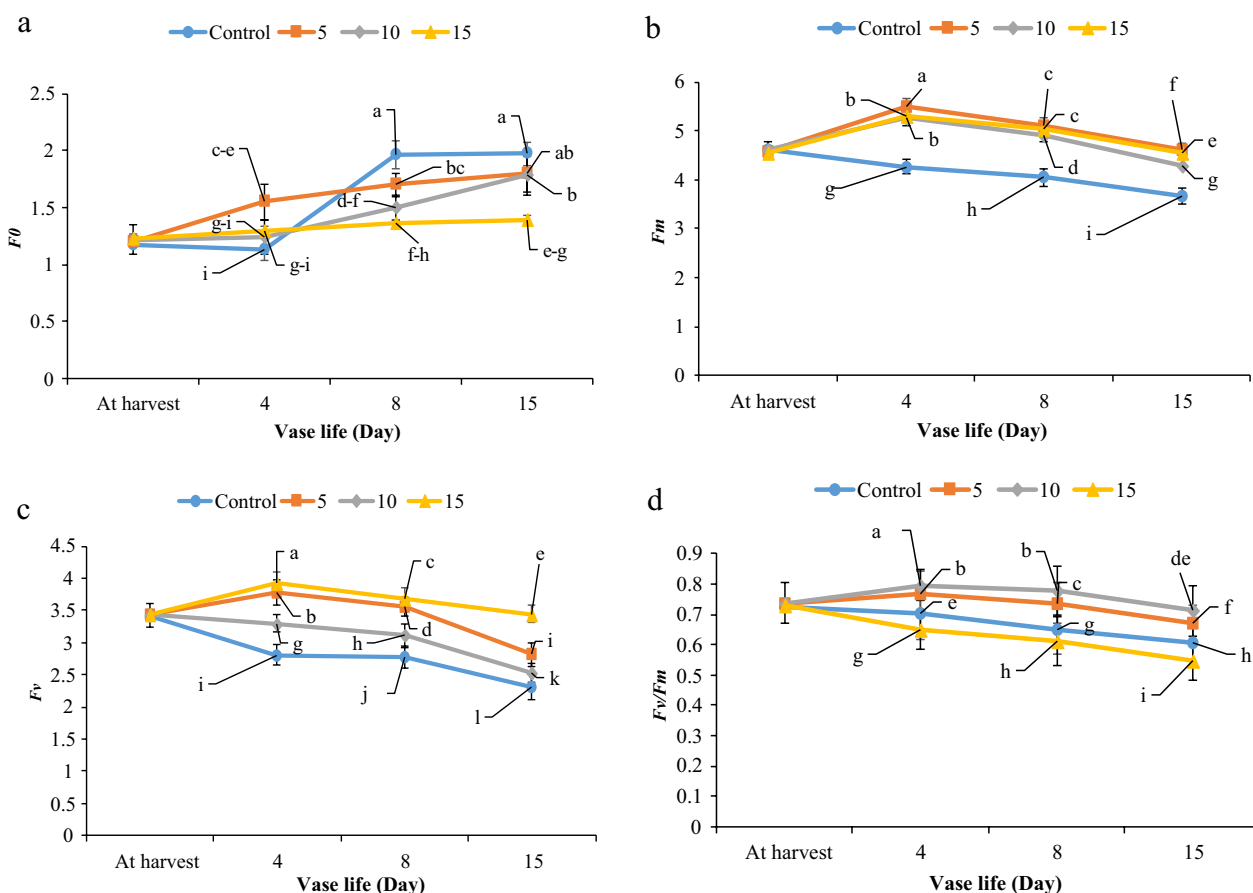 a
Control 5 10 15
2.5
2
1.5
1
0.5
0
F0
a
a
c-e
bc
ab
d-f
b
g-i
g-i
i
f-h
e-g
At harvest 4 8 15
Vase life (Day)
b
Control 5 10 15
6
5
4
3
2
1
0
Fm
a
c
f
b
c
b
e
d
g
g
h
i
At harvest 4 8 15
Vase life (Day)
c
Control 5 10 15
4.5
4
3.5
3
2.5
2
1.5
1
0.5
0
Fv
a
c
e
b
d
g
h
i
i
j
k
l
At harvest 4 8 15
Vase life (Day)
d
Control 5 10 15
0.9
0.8
0.7
0.6
0.5
0.4
0.3
0.2
0.1
0
Fv/Fm
a
b
de
b
c
e
f
g
g
h
h
i
At harvest 4 8 15
Vase life (Day)